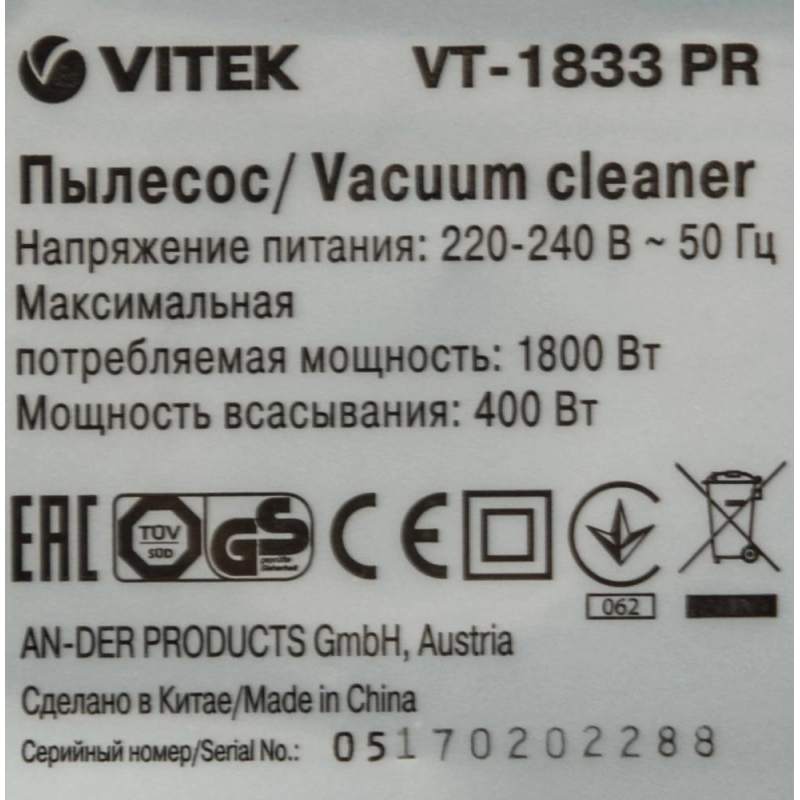 VITEK VT-1833 PR
Пылесос/ Vacuum cleaner
Напряжение питания: 220-240 В ~ 50 Гц
Максимальная
потребляемая мощность: 1800 Вт
Мощность всасывания: 400 Вт
EAC TÜV SÜD GS geprüfte Sicherheit CE
062
AN-DER PRODUCTS GmbH, Austria
Сделано в Китае/Made in China
Серийный номер/Serial No.: 05170202288